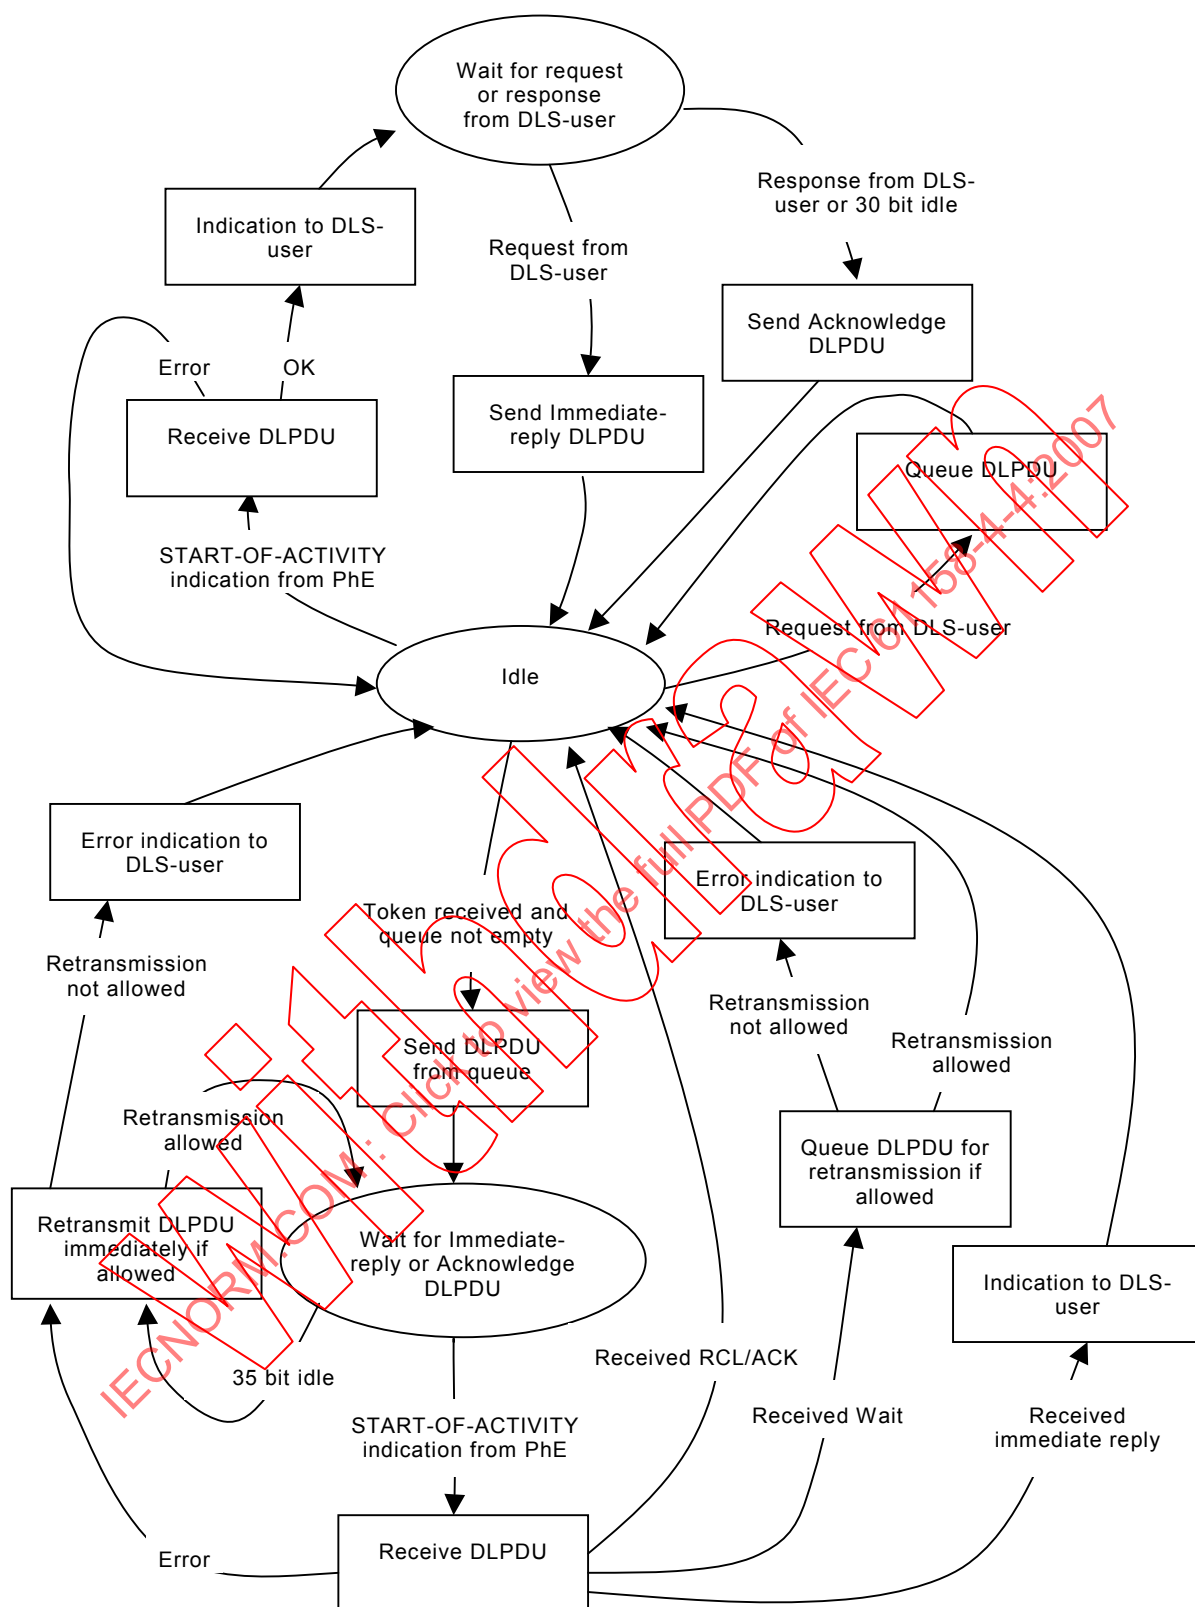 Wait for request
or response
from DLS-user
Response from DLS-
user or 30 bit idle
Indication to DLS-
user
Request from
DLS-user
Send Acknowledge
DLPDU
Error
OK
Send Immediate-
reply DLPDU
Receive DLPDU
Queue DLPDU
START-OF-ACTIVITY
indication from PhE
Request from DLS-user
Idle
Error indication to
DLS-user
Error indication to
DLS-user
Token received and
queue not empty
Retransmission
not allowed
Retransmission
not allowed
Retransmission
allowed
Send DLPDU
from queue
Retransmission
allowed
Queue DLPDU for
retransmission if
allowed
Retransmit DLPDU
immediately if
allowed
Wait for Immediate-
reply or Acknowledge
DLPDU
Indication to DLS-
user
35 bit idle
Received RCL/ACK
START-OF-ACTIVITY
indication from PhE
Received Wait
Received
immediate reply
Receive DLPDU
Error
IECNORM.COM : Click to view the full PDF of IEC 61158-4-4:2007
Withdrawn